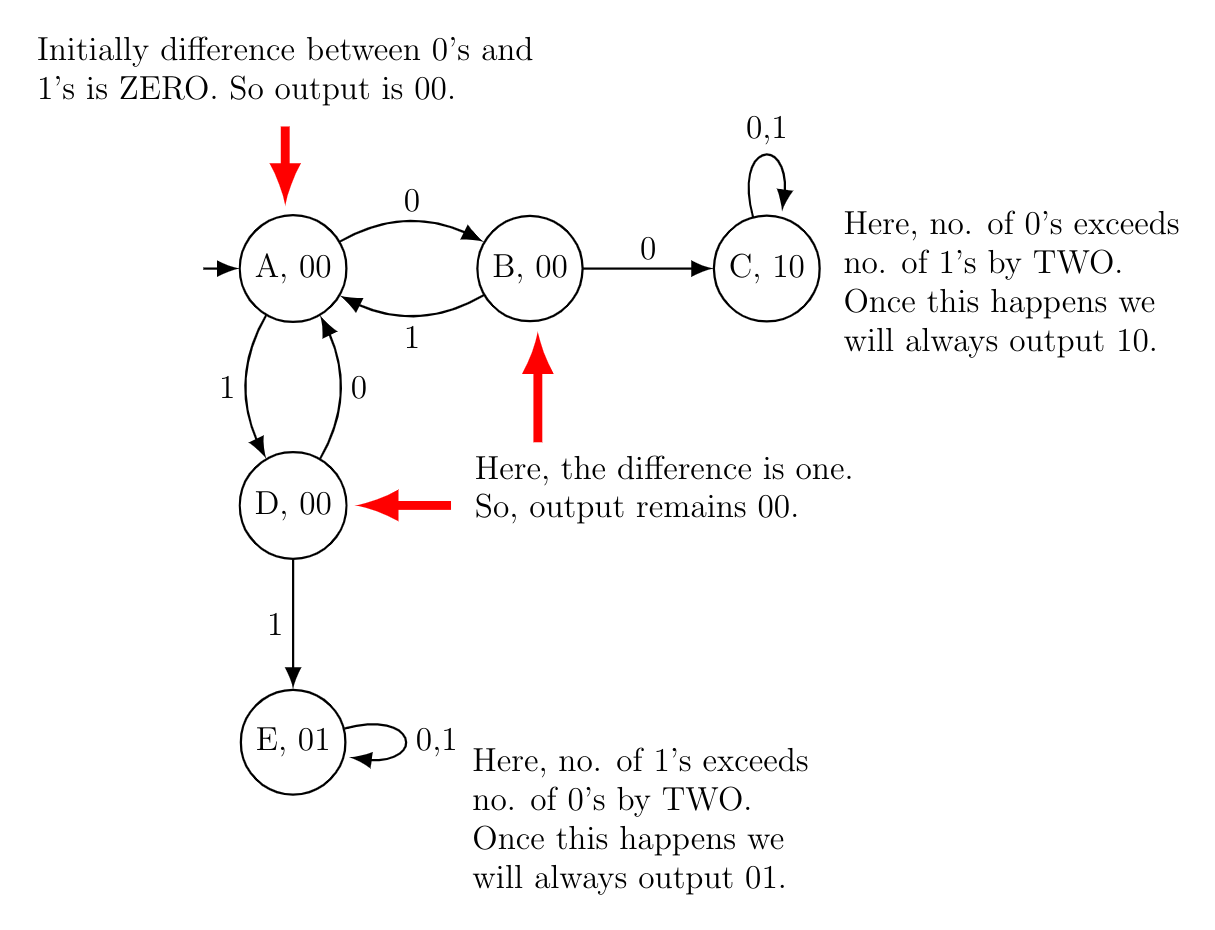 Initially difference between 0's and
1's is ZERO. So output is 00.
0,1
0
A, 00
B, 00
0
C, 10
1
Here, no. of 0's exceeds
no. of 1's by TWO.
Once this happens we
will always output 10.
1
0
D, 00
Here, the difference is one.
So, output remains 00.
1
E, 01
0,1
Here, no. of 1's exceeds
no. of 0's by TWO.
Once this happens we
will always output 01.